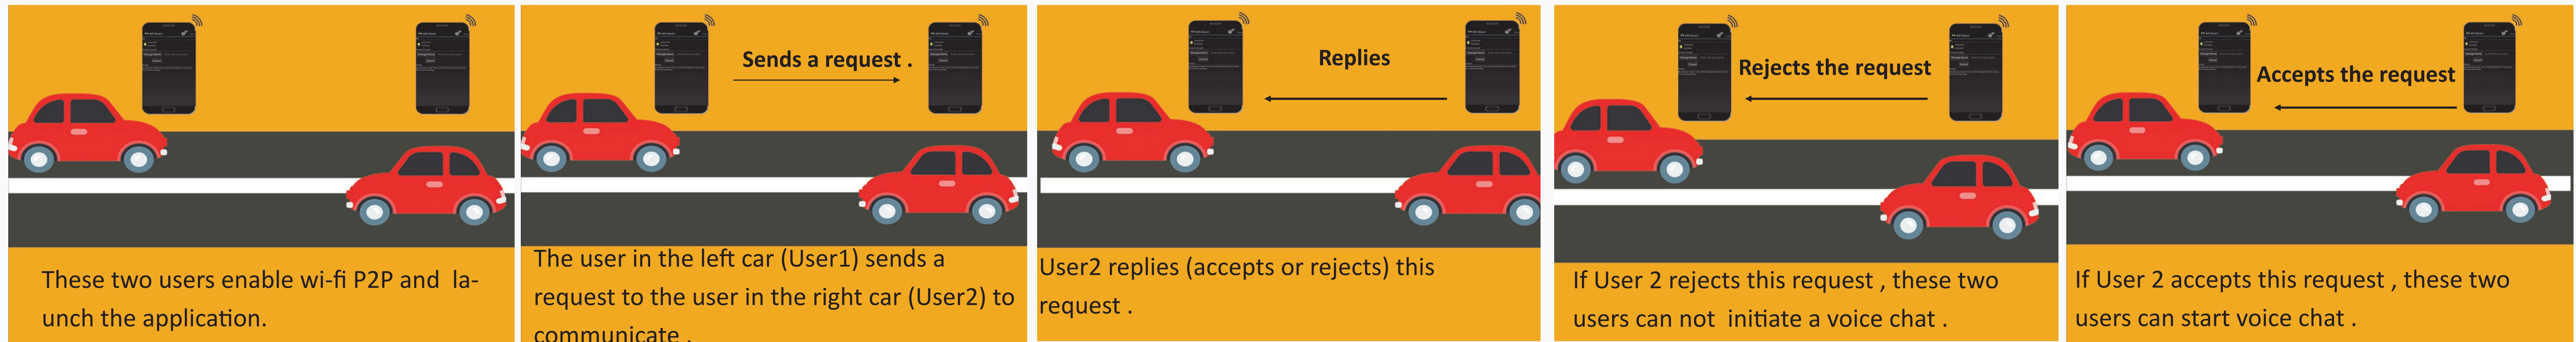 These two users enable wi-fi P2P and la-
unch the application.
Sends a request .
The user in the left car (User1) sends a
request to the user in the right car (User2) to
communicate .
Replies
User2 replies (accepts or rejects) this
request .
Rejects the request
If User 2 rejects this request , these two
users can not initiate a voice chat .
Accepts the request
If User 2 accepts this request , these two
users can start voice chat .